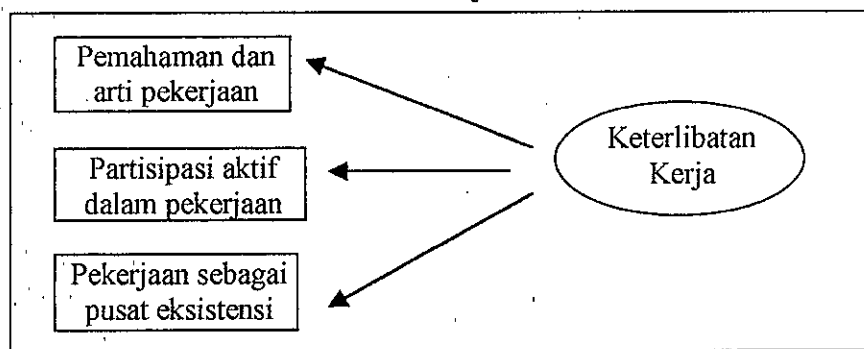 Pemahaman dan
arti pekerjaan
Partisipasi aktif
dalam pekerjaan
Pekerjaan sebagai
pusat eksistensi
Keterlibatan
Kerja